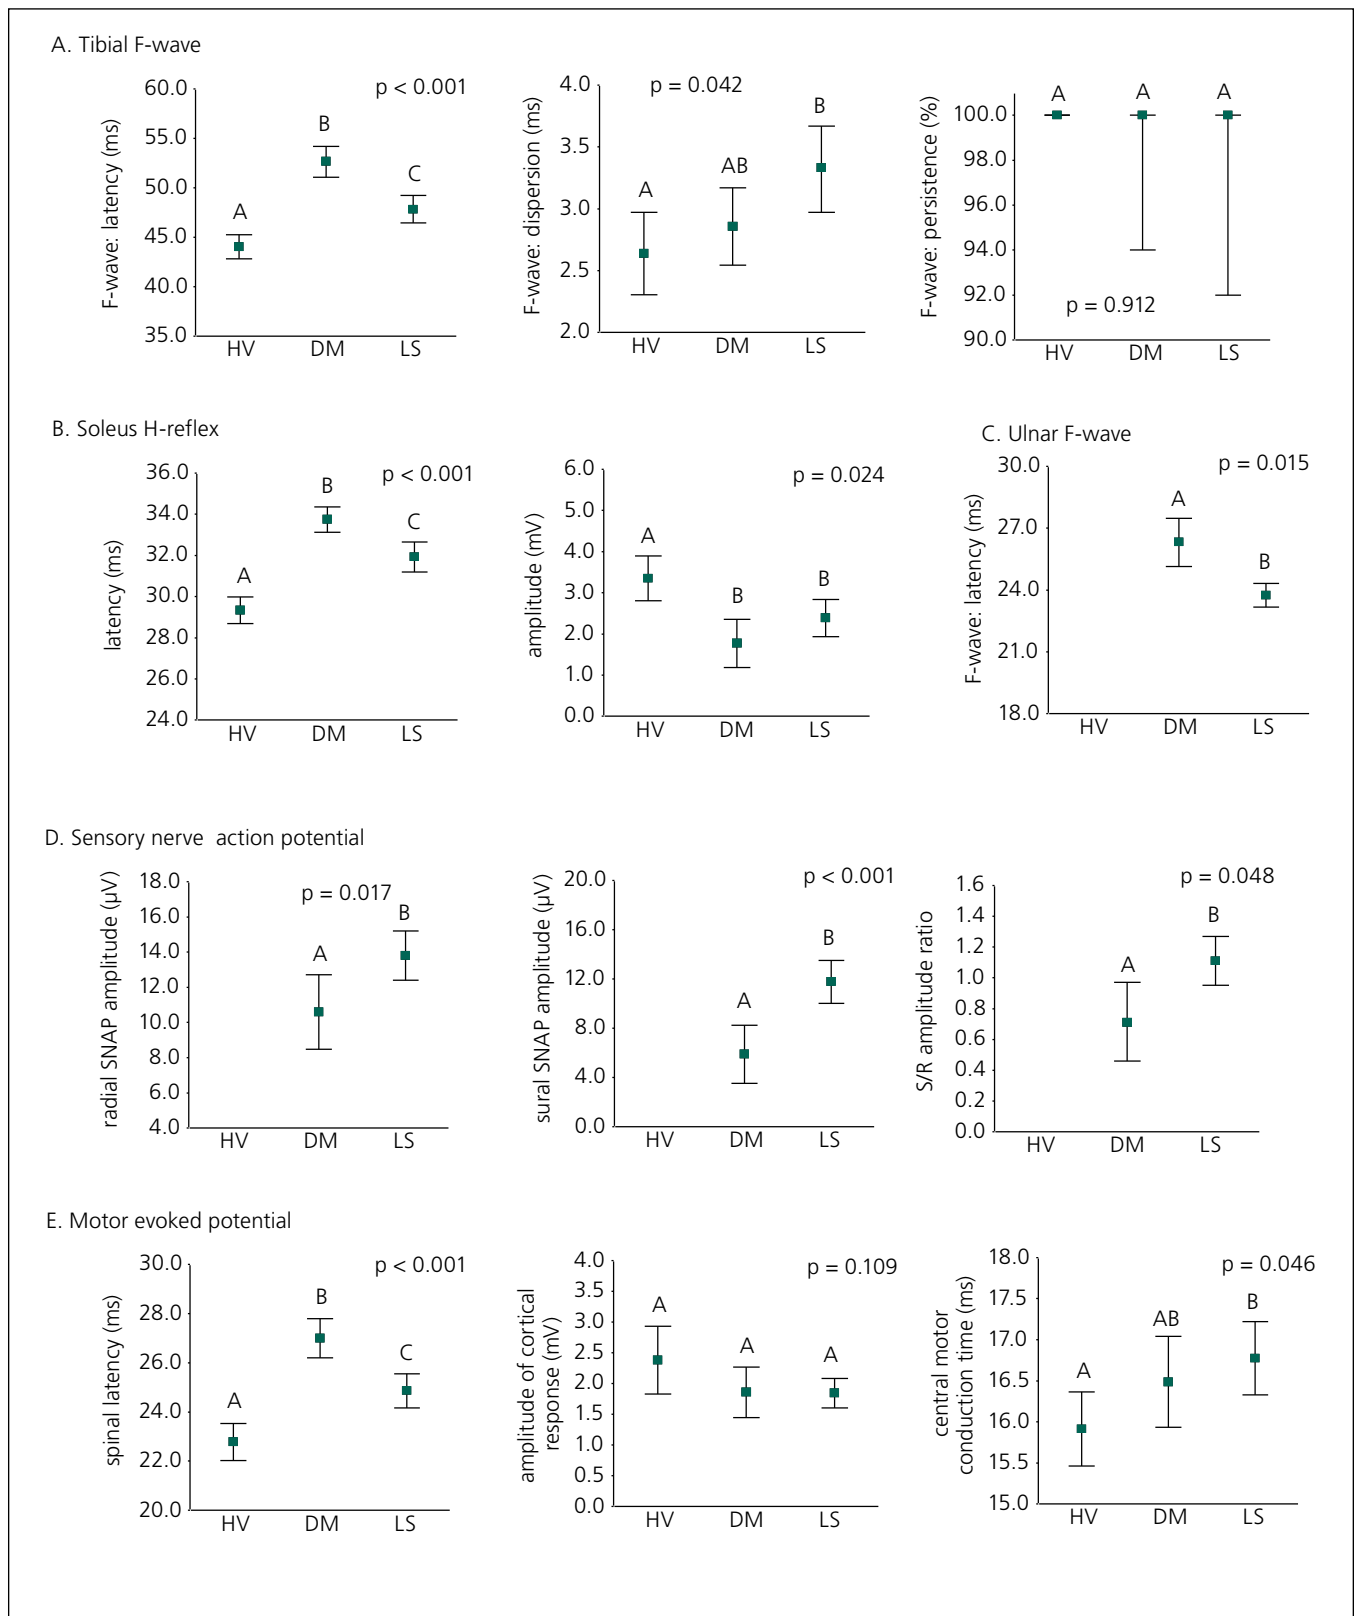 A. Tibial F-wave
F-wave: latency (ms)
60.0
55.0
50.0
45.0
40.0
35.0
p < 0.001
A
B
C
HV DM LS
F-wave: dispersion (ms)
4.0
3.5
3.0
2.5
2.0
p = 0.042
A
AB
B
HV DM LS
F-wave: persistence (%)
100.0
98.0
96.0
94.0
92.0
90.0
A A A
p = 0.912
HV DM LS
B. Soleus H-reflex
latency (ms)
36.0
34.0
32.0
30.0
28.0
26.0
24.0
p < 0.001
A
B
C
HV DM LS
amplitude (mV)
6.0
5.0
4.0
3.0
2.0
1.0
0.0
p = 0.024
A
B
B
HV DM LS
C. Ulnar F-wave
F-wave: latency (ms)
30.0
27.0
24.0
21.0
18.0
p = 0.015
A
B
HV DM LS
D. Sensory nerve action potential
radial SNAP amplitude (µV)
18.0
16.0
14.0
12.0
10.0
8.0
6.0
4.0
p = 0.017
A
B
HV DM LS
sural SNAP amplitude (µV)
20.0
16.0
12.0
8.0
4.0
0.0
p < 0.001
A
B
HV DM LS
S/R amplitude ratio
1.6
1.4
1.2
1.0
0.8
0.6
0.4
0.2
0.0
p = 0.048
A
B
HV DM LS
E. Motor evoked potential
spinal latency (ms)
30.0
28.0
26.0
24.0
22.0
20.0
p < 0.001
A
B
C
HV DM LS
amplitude of cortical
response (mV)
4.0
3.5
3.0
2.5
2.0
1.5
1.0
0.5
0.0
p = 0.109
A
A
A
HV DM LS
central motor
conduction time (ms)
18.0
17.5
17.0
16.5
16.0
15.5
15.0
p = 0.046
A
AB
B
HV DM LS